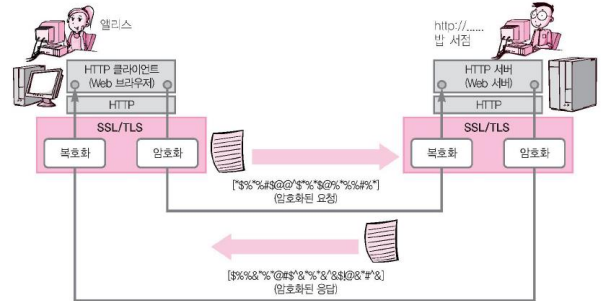 앨리스
http://......
밥 서점
HTTP 클라이언트
(Web 브라우저)
HTTP
HTTP 서버
(Web 서버)
HTTP
SSL/TLS
복호화
암호화
SSL/TLS
복호화
암호화
[*$%*%#$@@^$*%*$@%*%%#%*]
(암호화된 요청)
[$%%&*%*@#$^&*%*&^&$!@&*#^&]
(암호화된 응답)